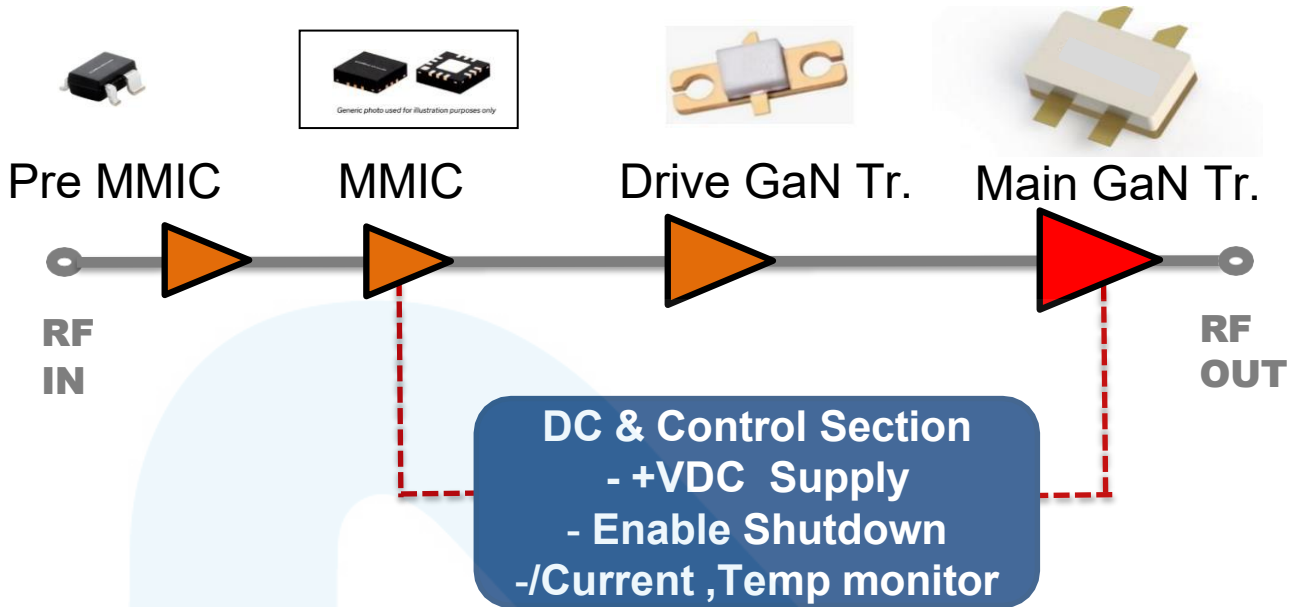 Generic photo used for illustration purposes only
Pre MMIC
MMIC
Drive GaN Tr.
Main GaN Tr.
RF
IN
RF
OUT
DC & Control Section
- +VDC Supply
- Enable Shutdown
-/Current ,Temp monitor